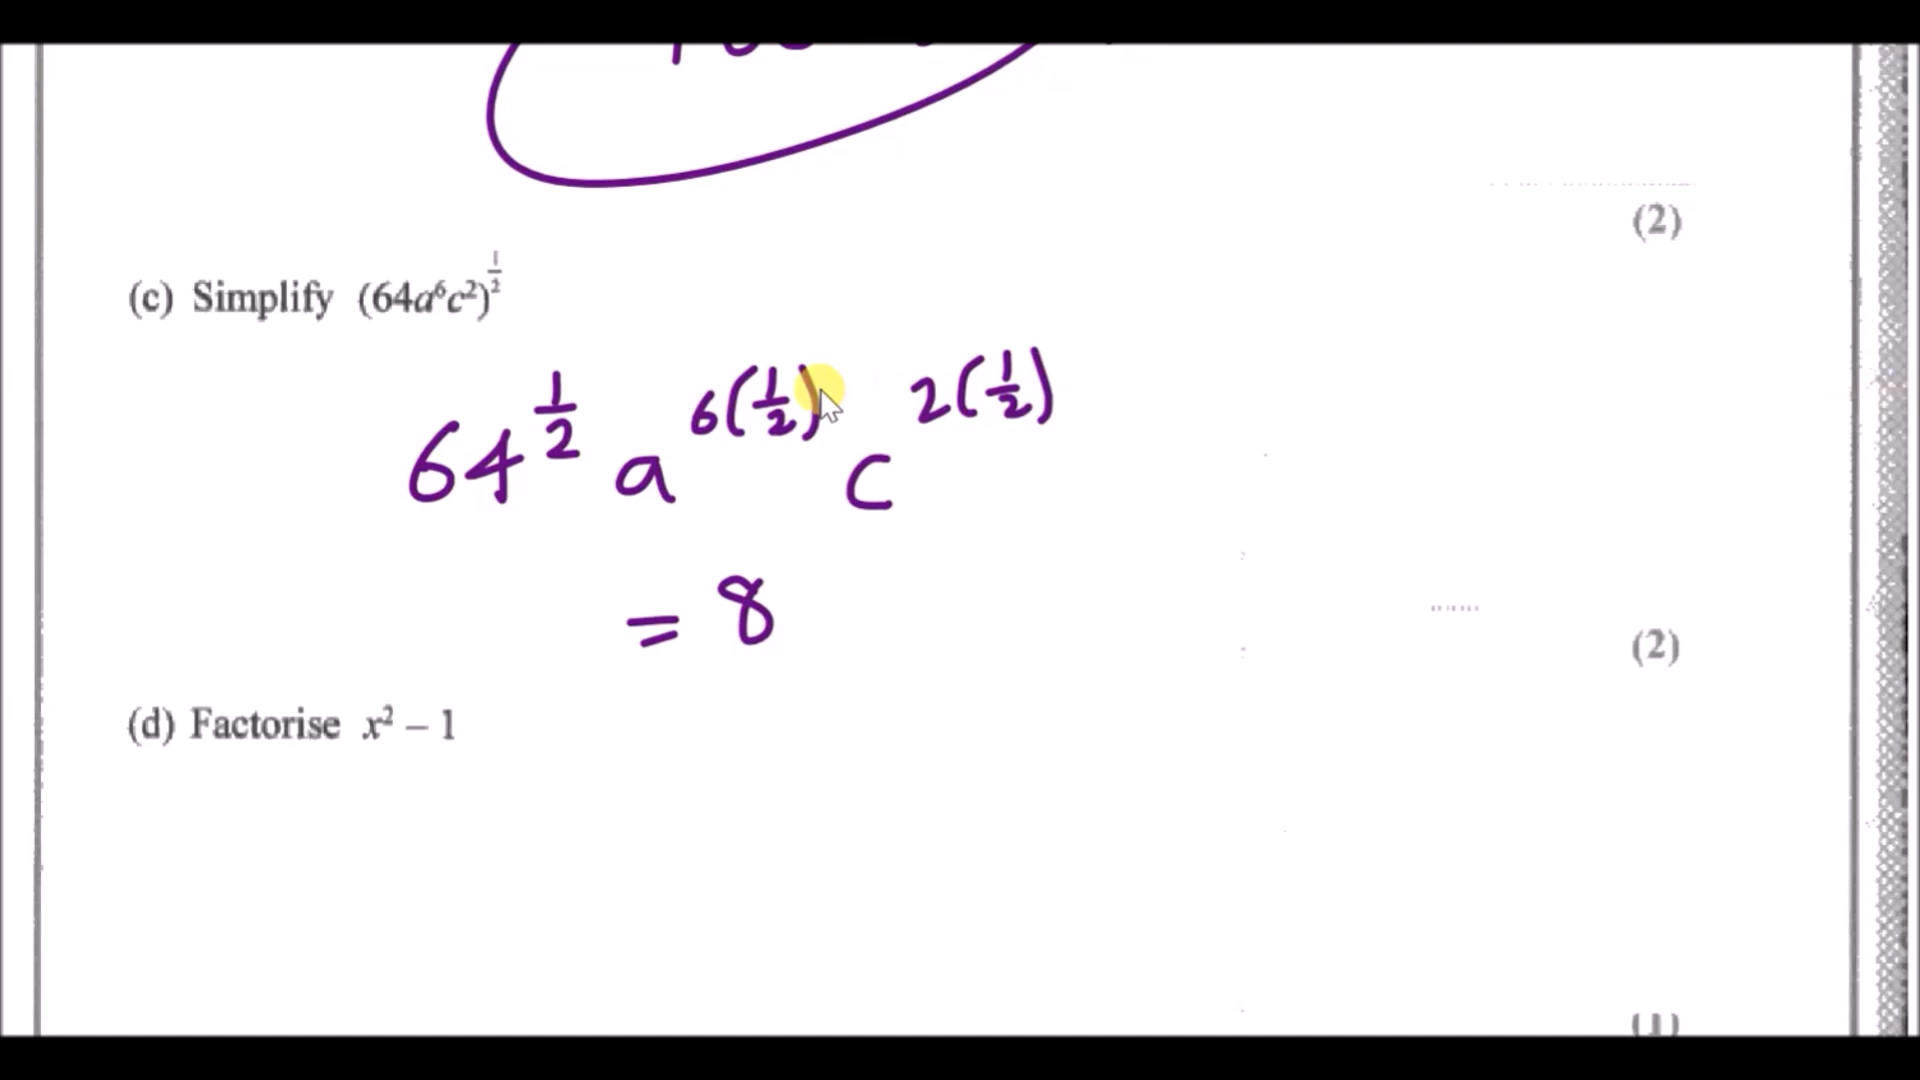 (2)
(c) Simplify (64a⁶c²)^½
64^½ a^6(½) c^2(½)
= 8
(2)
(d) Factorise x² – 1
(1)